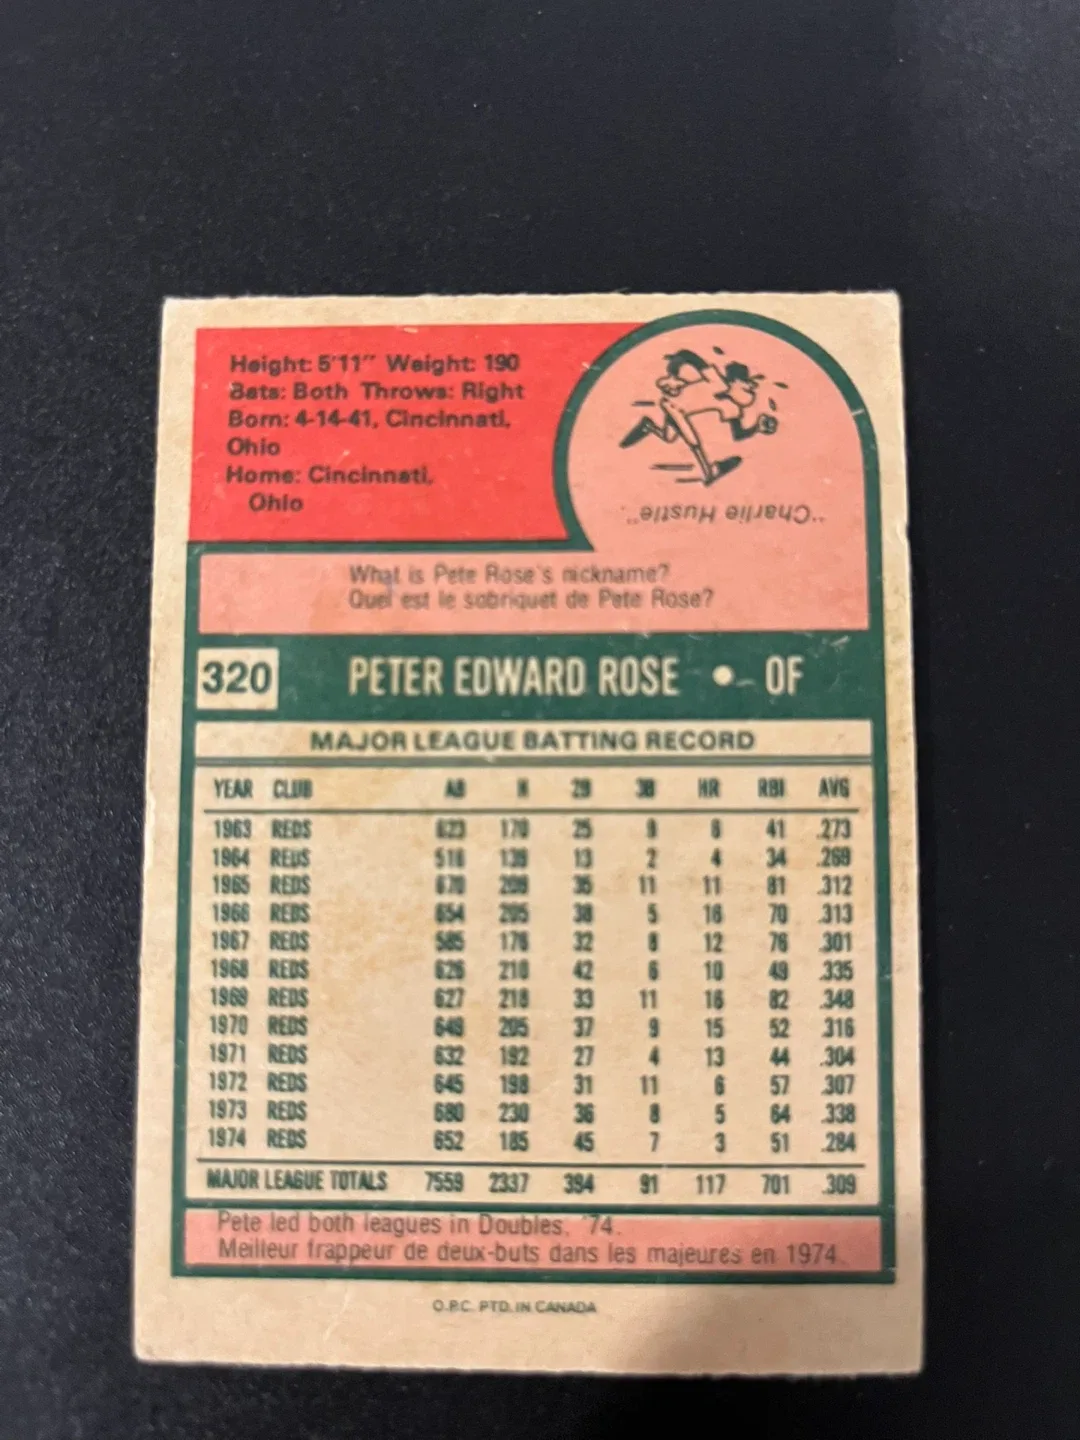 Height: 5'11" Weight: 190
Bats: Both Throws: Right
Born: 4-14-41, Cincinnati,
Ohio
Home: Cincinnati,
Ohio
"Charlie Hustle".
What is Pete Rose's nickname?
Quel est le sobriquet de Pete Rose?
320 PETER EDWARD ROSE • OF
MAJOR LEAGUE BATTING RECORD
YEAR CLUB AB H 2B 3B HR RBI AVG
1963 REDS 623 170 25 9 6 41 .273
1964 REDS 516 139 13 2 4 34 .269
1965 REDS 670 209 35 11 11 81 .312
1966 REDS 654 205 38 5 16 70 .313
1967 REDS 585 176 32 8 12 76 .301
1968 REDS 626 210 42 6 10 49 .335
1969 REDS 627 218 33 11 16 82 .348
1970 REDS 649 205 37 9 15 52 .316
1971 REDS 632 192 27 4 13 44 .304
1972 REDS 645 198 31 11 6 57 .307
1973 REDS 680 230 36 8 5 64 .338
1974 REDS 652 185 45 7 3 51 .284
MAJOR LEAGUE TOTALS 7559 2337 394 91 117 701 .309
Pete led both leagues in Doubles, '74.
Meilleur frappeur de deux-buts dans les majeures en 1974.
O.P.C. PTD. IN CANADA